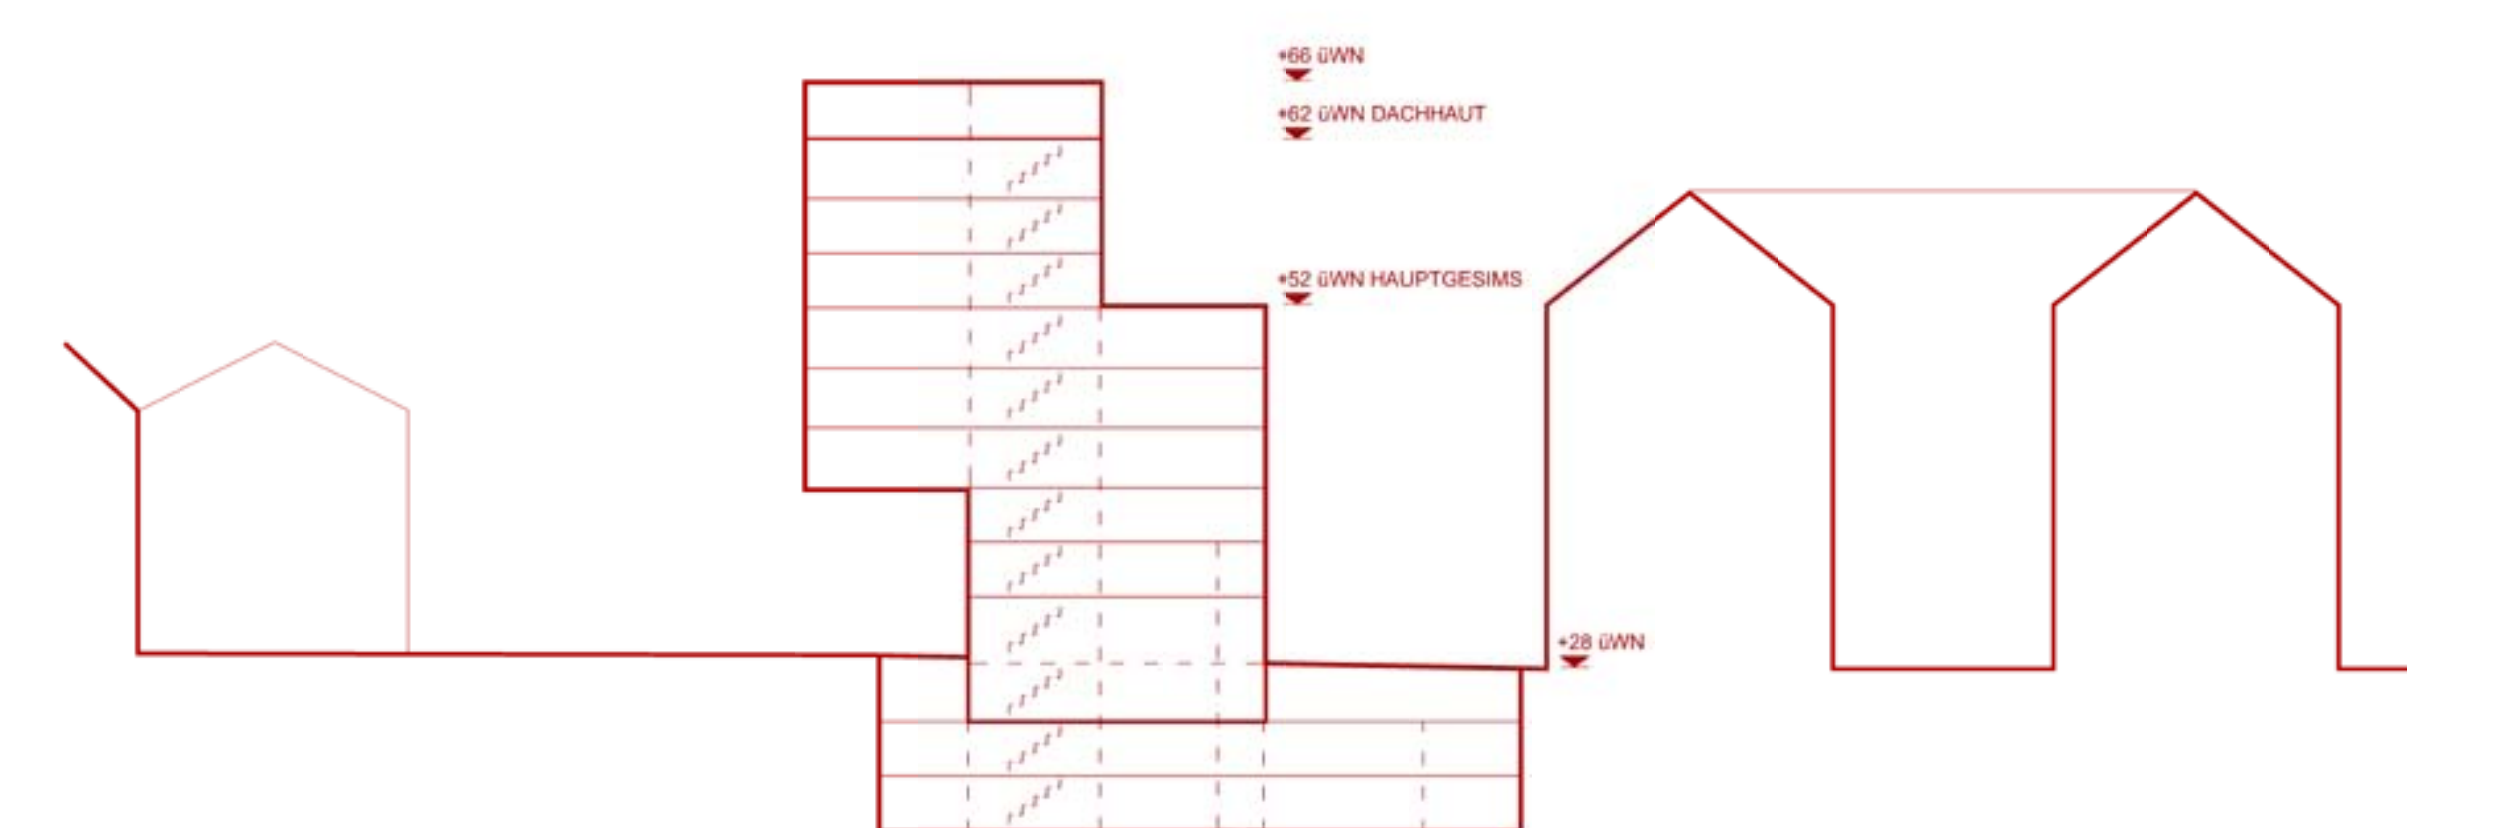 +66 üWN
+62 üWN DACHHAUT
+52 üWN HAUPTGESIMS
+28 üWN